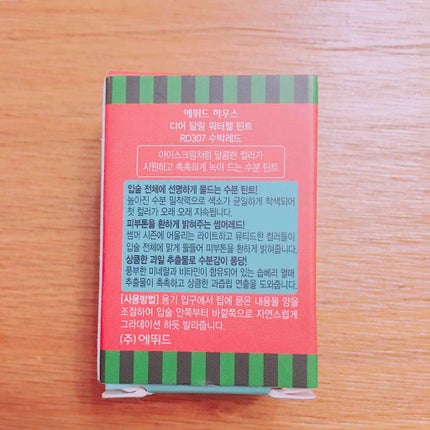 에뛰드 하우스
디어 달링 워터젤 틴트
RD307 수박레드
아이스크림처럼 달콤한 컬러가
시원하고 촉촉하게 녹아 드는 수분 틴트
입술 전체에 선명하게 물드는 수분 틴트!
높아진 수분 밀착력으로 색소가 균일하게 착색되어
첫 컬러가 오래 오래 지속됩니다.
피부톤을 환하게 밝혀주는 썸머레드!
썸머 시즌에 어울리는 라이트하고 뮤티드한 컬러들이
입술 전체에 맑게 물들어 피부톤을 환하게 밝혀줍니다.
상큼한 과일 추출물로 수분감이 퐁당!
풍부한 미네랄과 비타민이 함유되어 있는 솝베리 열매
추출물이 촉촉하고 상큼한 과즙립 연출을 도와줍니다.
[사용방법] 용기 입구에서 팁에 묻은 내용물 양을
조절하여 입술 안쪽부터 바깥쪽으로 자연스럽게
그라데이션 하듯 발라줍니다.
(주) 에뛰드